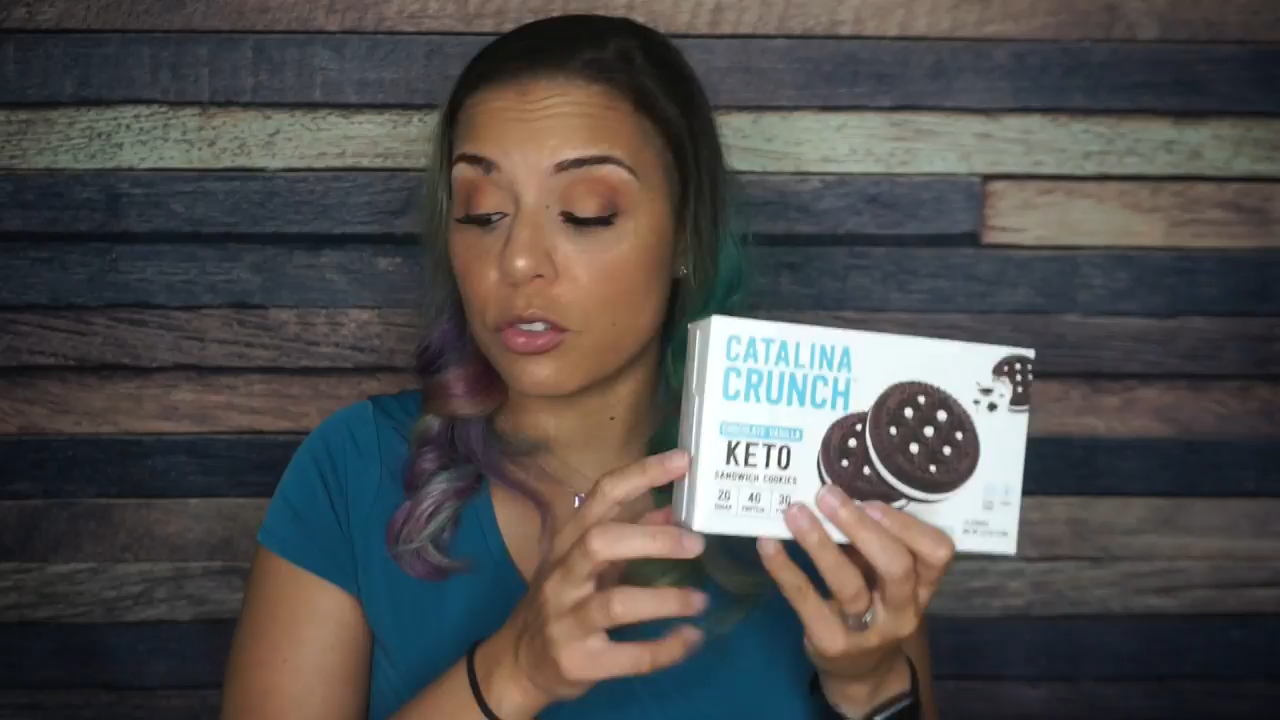 CATALINA
CRUNCH
CHOCOLATE VANILLA
KETO
SANDWICH COOKIES
2G 4G 3G
SUGAR PROTEIN